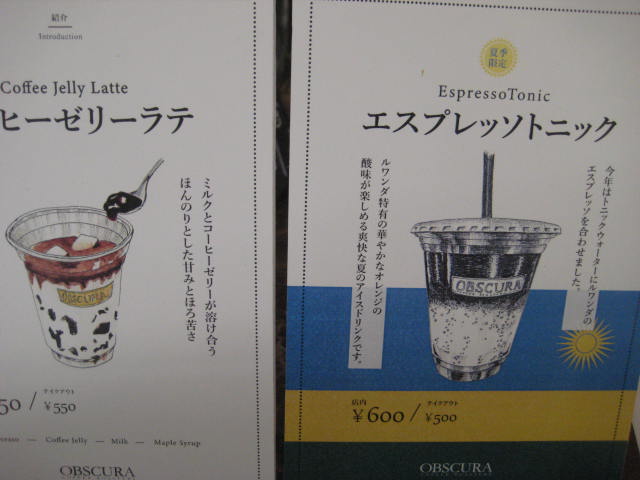 紹介
Introduction
Coffee Jelly Latte
ヒーゼリーラテ
ミルクとコーヒーゼリーが溶け合う
ほんのりとした甘みとほろ苦さ
OBSCURA
50 /
テイクアウト
¥550
Coffee Jelly — Milk — Maple Syrup
OBSCURA
夏季
限定
EspressoTonic
エスプレッソトニック
今年はトニックウォーターにルワンダの
エスプレッソを合わせました。
ルワンダ特有の華やかなオレンジの
酸味が楽しめる爽快な夏のアイスドリンクです。
OBSCURA
店内
¥600 /
テイクアウト
¥500
OBSCURA